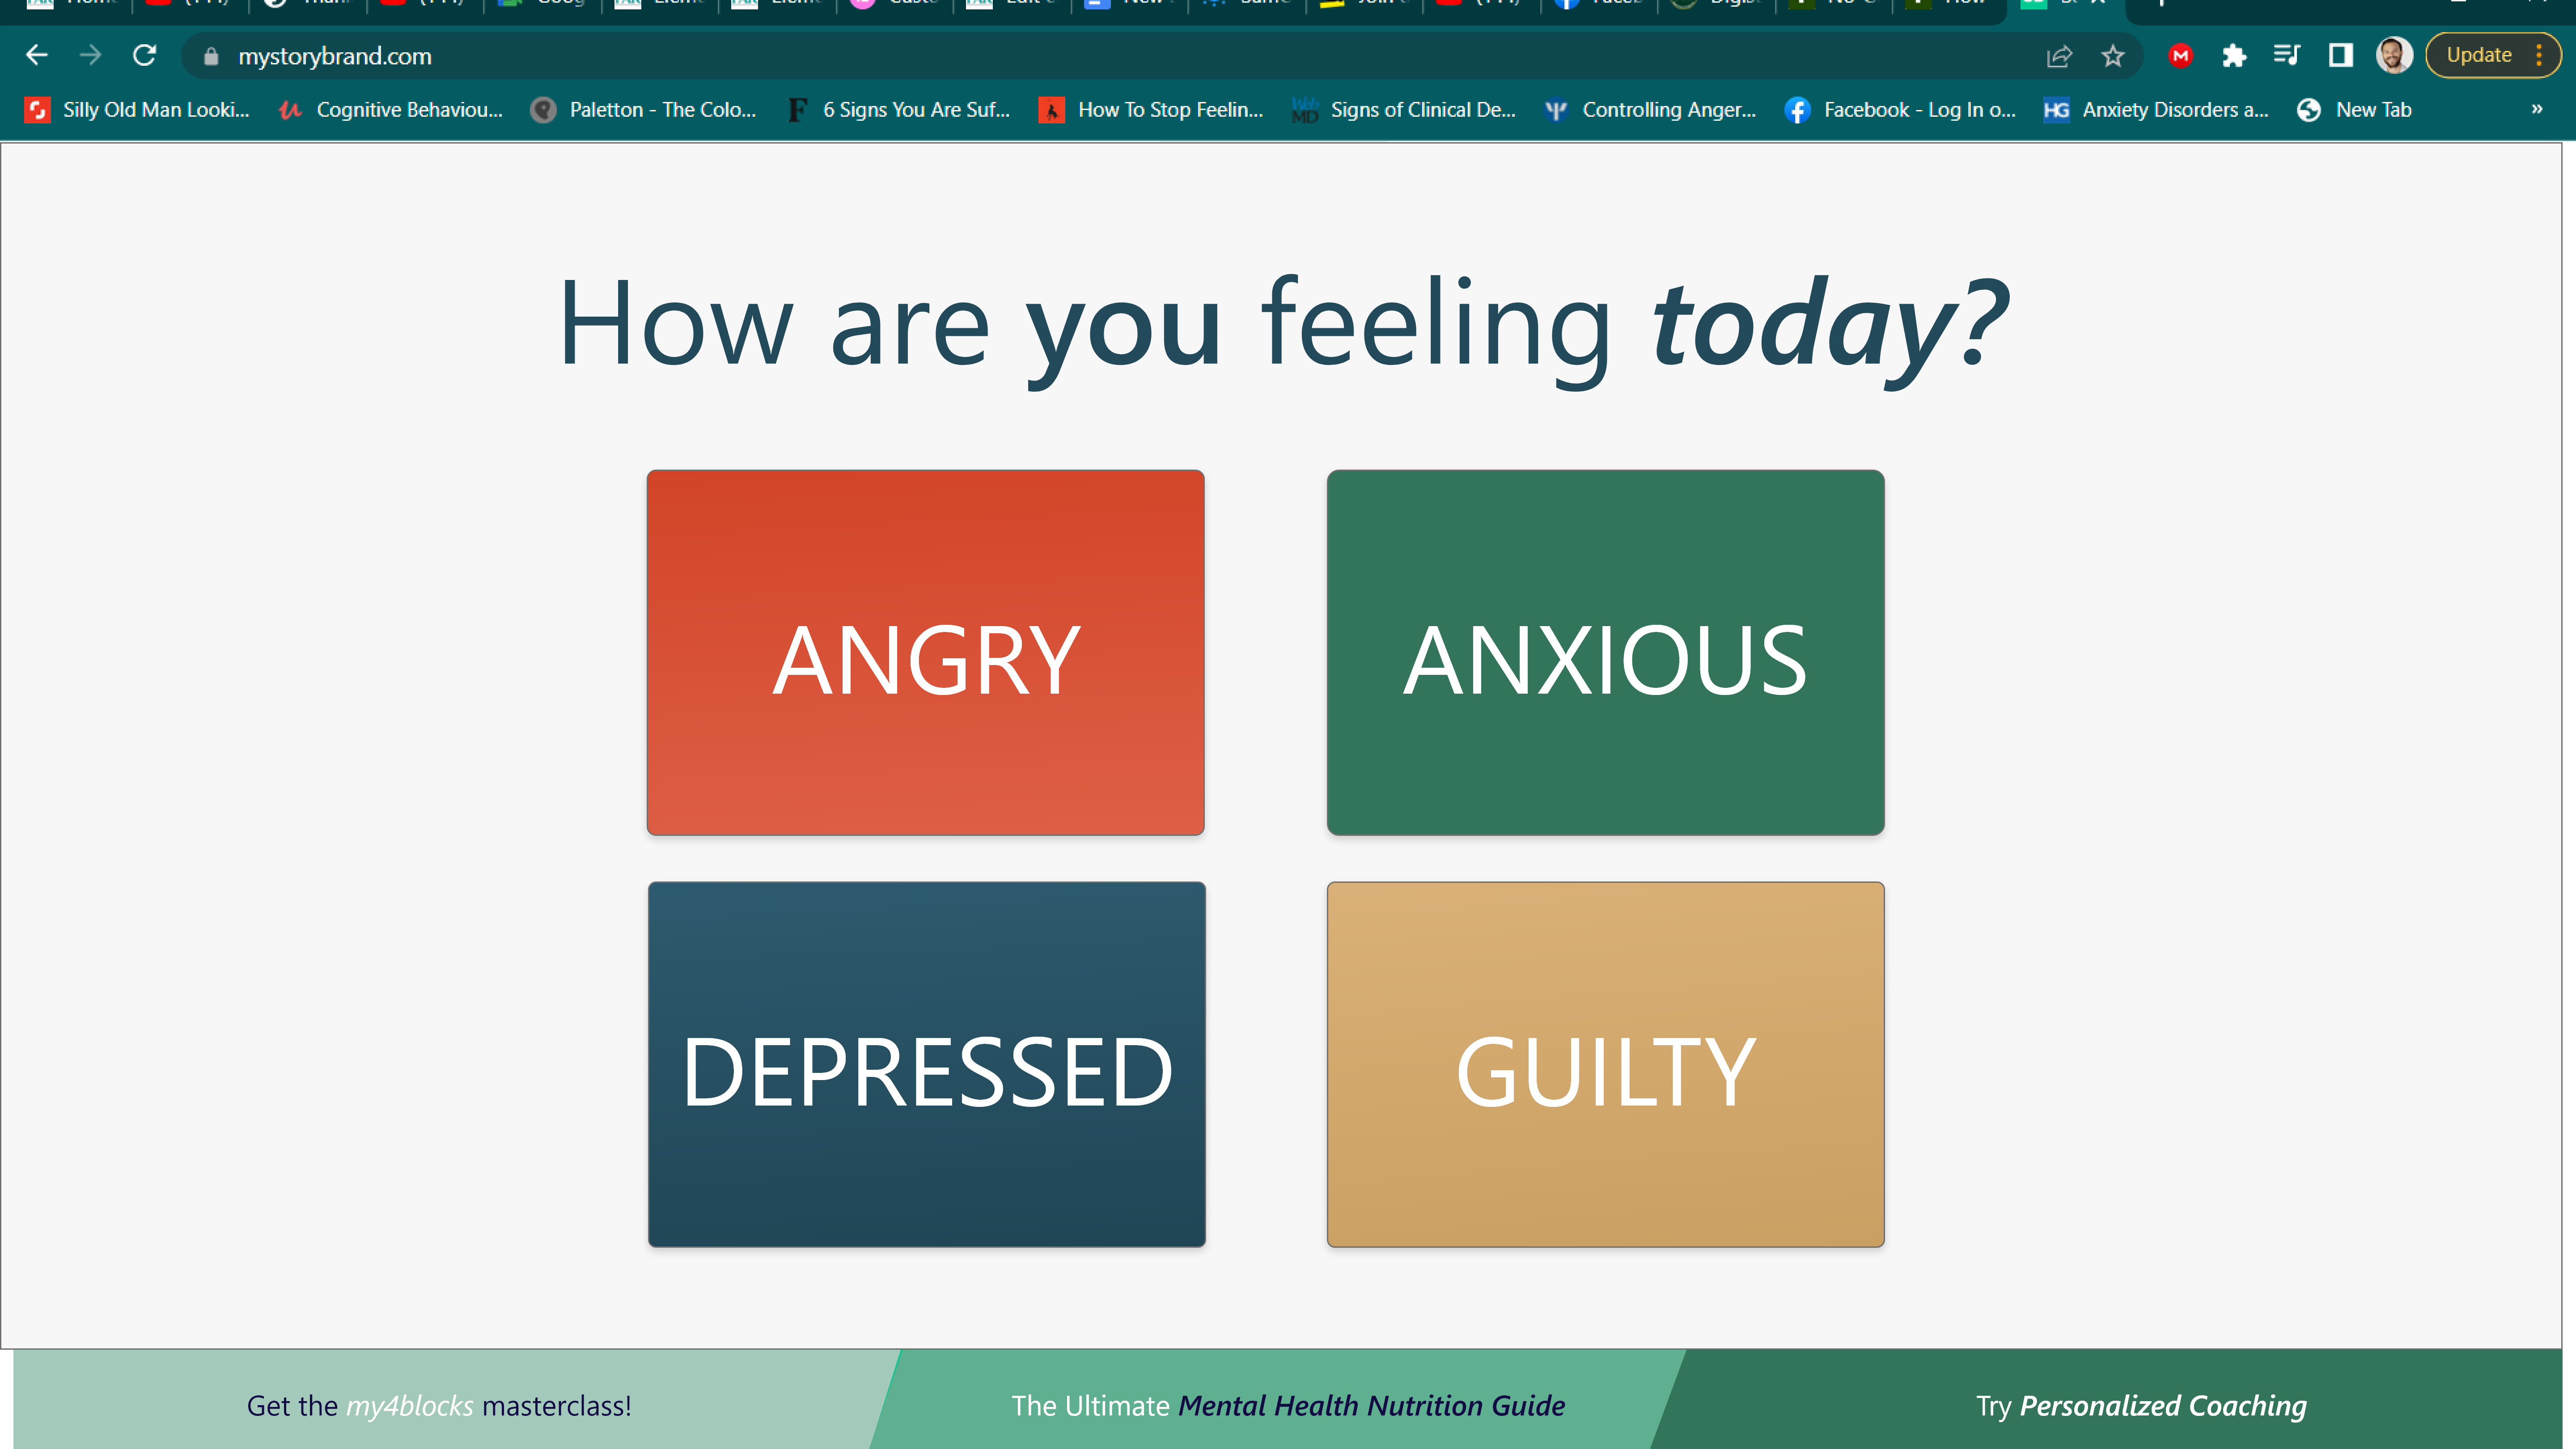 mystorybrand.com
Update
Silly Old Man Looki... Cognitive Behaviou... Paletton - The Colo... 6 Signs You Are Suf... How To Stop Feelin... Signs of Clinical De... Controlling Anger... Facebook - Log In o... Anxiety Disorders a... New Tab »
How are you feeling today?
ANGRY ANXIOUS
DEPRESSED GUILTY
Get the my4blocks masterclass! The Ultimate Mental Health Nutrition Guide Try Personalized Coaching